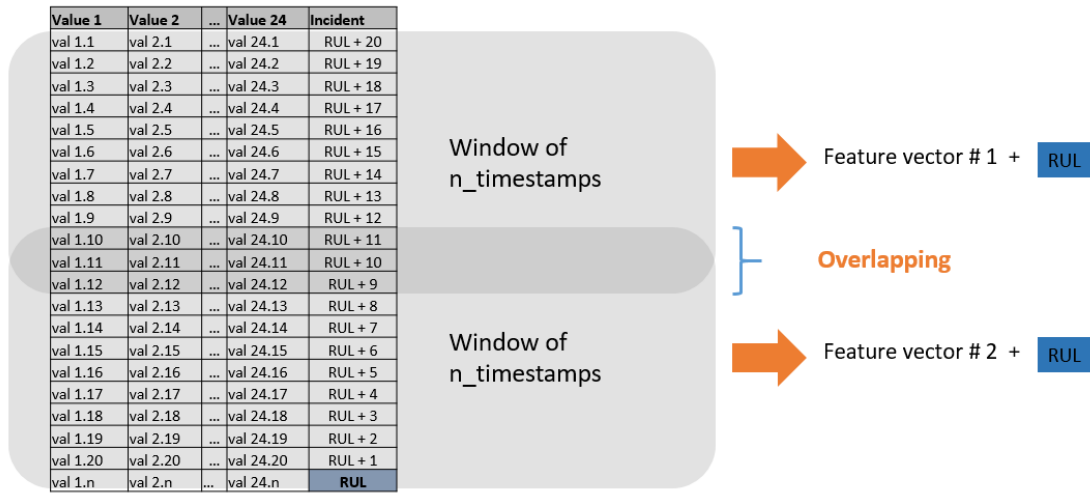 Value 1 Value 2 ... Value 24 Incident
val 1.1 val 2.1 ... val 24.1 RUL + 20
val 1.2 val 2.2 ... val 24.2 RUL + 19
val 1.3 val 2.3 ... val 24.3 RUL + 18
val 1.4 val 2.4 ... val 24.4 RUL + 17
val 1.5 val 2.5 ... val 24.5 RUL + 16
val 1.6 val 2.6 ... val 24.6 RUL + 15
val 1.7 val 2.7 ... val 24.7 RUL + 14
val 1.8 val 2.8 ... val 24.8 RUL + 13
val 1.9 val 2.9 ... val 24.9 RUL + 12
val 1.10 val 2.10 ... val 24.10 RUL + 11
val 1.11 val 2.11 ... val 24.11 RUL + 10
val 1.12 val 2.12 ... val 24.12 RUL + 9
val 1.13 val 2.13 ... val 24.13 RUL + 8
val 1.14 val 2.14 ... val 24.14 RUL + 7
val 1.15 val 2.15 ... val 24.15 RUL + 6
val 1.16 val 2.16 ... val 24.16 RUL + 5
val 1.17 val 2.17 ... val 24.17 RUL + 4
val 1.18 val 2.18 ... val 24.18 RUL + 3
val 1.19 val 2.19 ... val 24.19 RUL + 2
val 1.20 val 2.20 ... val 24.20 RUL + 1
val 1.n val 2.n ... val 24.n RUL
Window of
n_timestamps
Feature vector # 1 + RUL
Overlapping
Window of
n_timestamps
Feature vector # 2 + RUL